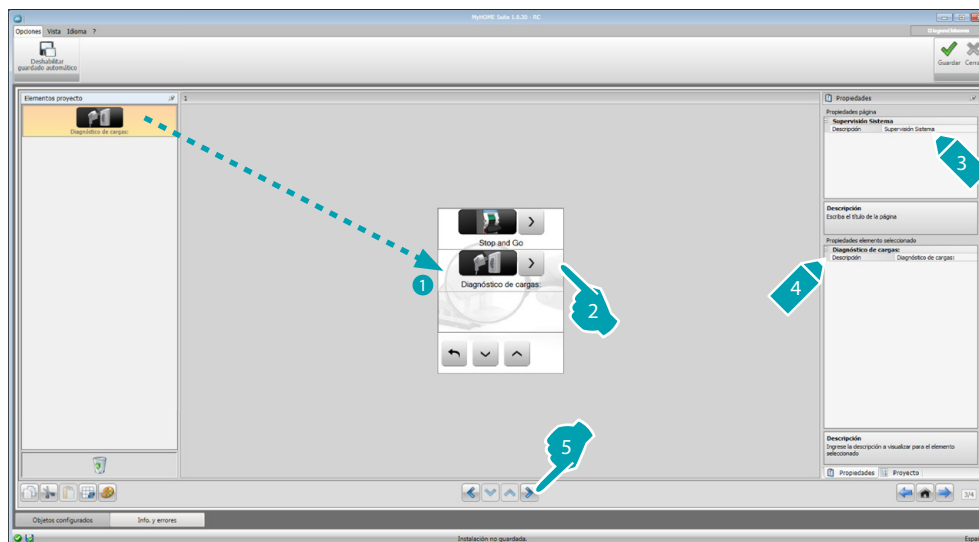 MyHOME Suite 1.0.30 - PC
Opciones Vista Idioma ?
Deshabilitar
guardado automático
Guardar
Elementos proyecto
1
Diagnóstico de cargas:
Stop and Go
Diagnóstico de cargas:
1
2
Propiedades
Propiedades página
Supervisión Sistema
Descripción Supervisión Sistema
3
Descripción
Escriba el título de la página
Propiedades elemento seleccionado
Diagnóstico de cargas:
Descripción Diagnóstico de cargas:
4
Descripción
Ingrese la descripción a visualizar para el elemento
seleccionado
Propiedades Proyecto
5
3/4
Objetos configurados Info. y errores
Instalación no guardada.